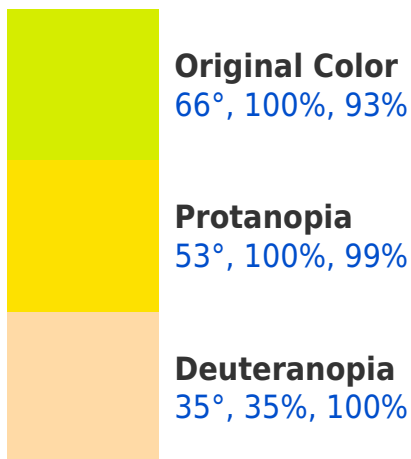 Original Color
66°, 100%, 93%
Protanopia
53°, 100%, 99%
Deuteranopia
35°, 35%, 100%